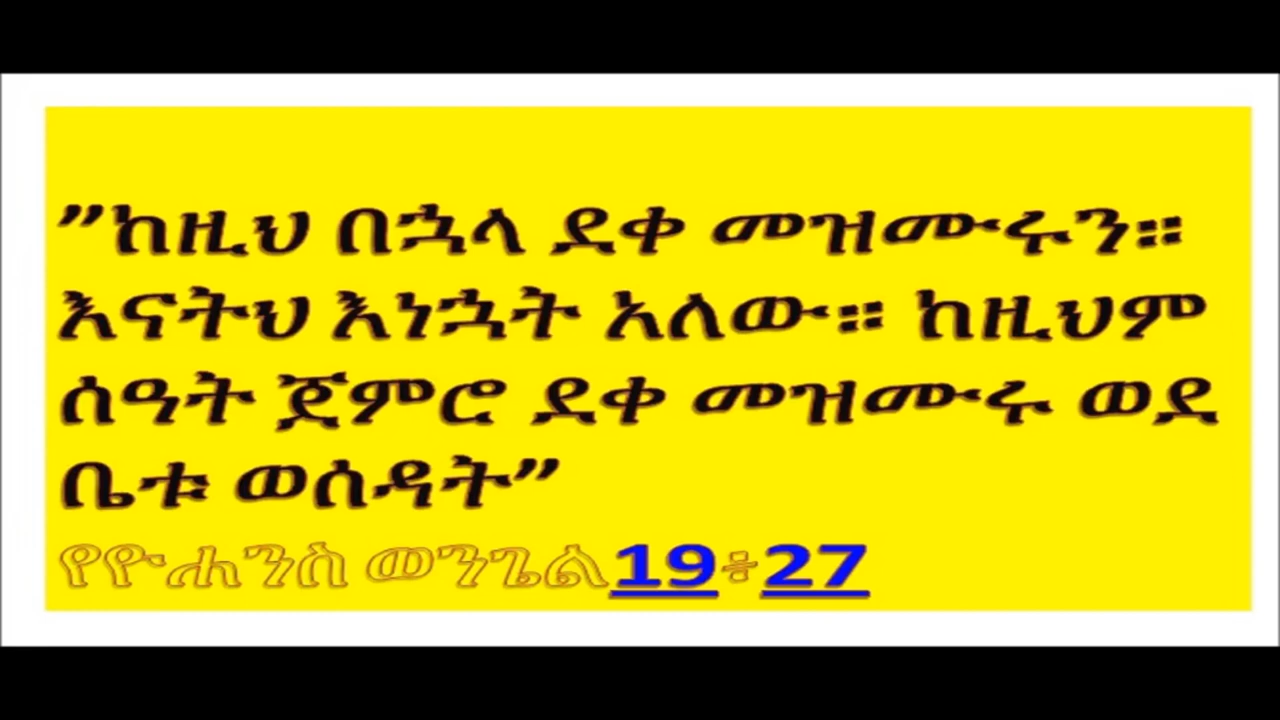 ”ከዚህ በኋላ ደቀ መዝሙሩን።
እናትህ እነኋት አለው። ከዚህም
ሰዓት ጀምሮ ደቀ መዝሙሩ ወደ
ቤቱ ወሰዳት”
የዮሐንስ ወንጌል19፥27